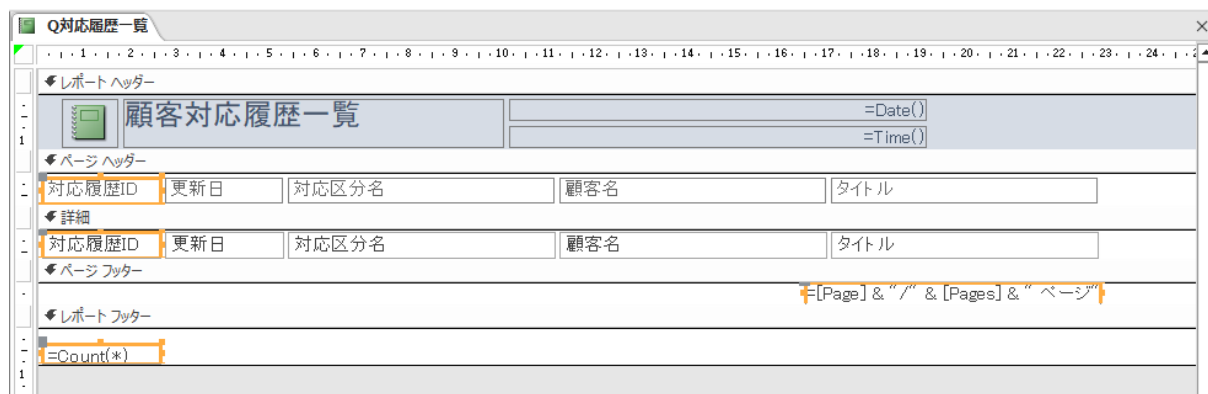 Q対応履歴一覧
· 1 · 2 · 3 · 4 · 5 · 6 · 7 · 8 · 9 · 10 · 11 · 12 · 13 · 14 · 15 · 16 · 17 · 18 · 19 · 20 · 21 · 22 · 23 · 24 ·
レポート ヘッダー
顧客対応履歴一覧 =Date()
=Time()
1
ページ ヘッダー
対応履歴ID 更新日 対応区分名 顧客名 タイトル
詳細
対応履歴ID 更新日 対応区分名 顧客名 タイトル
ページ フッター
=[Page] & "/" & [Pages] & " ページ"
レポート フッター
=Count(*)
1